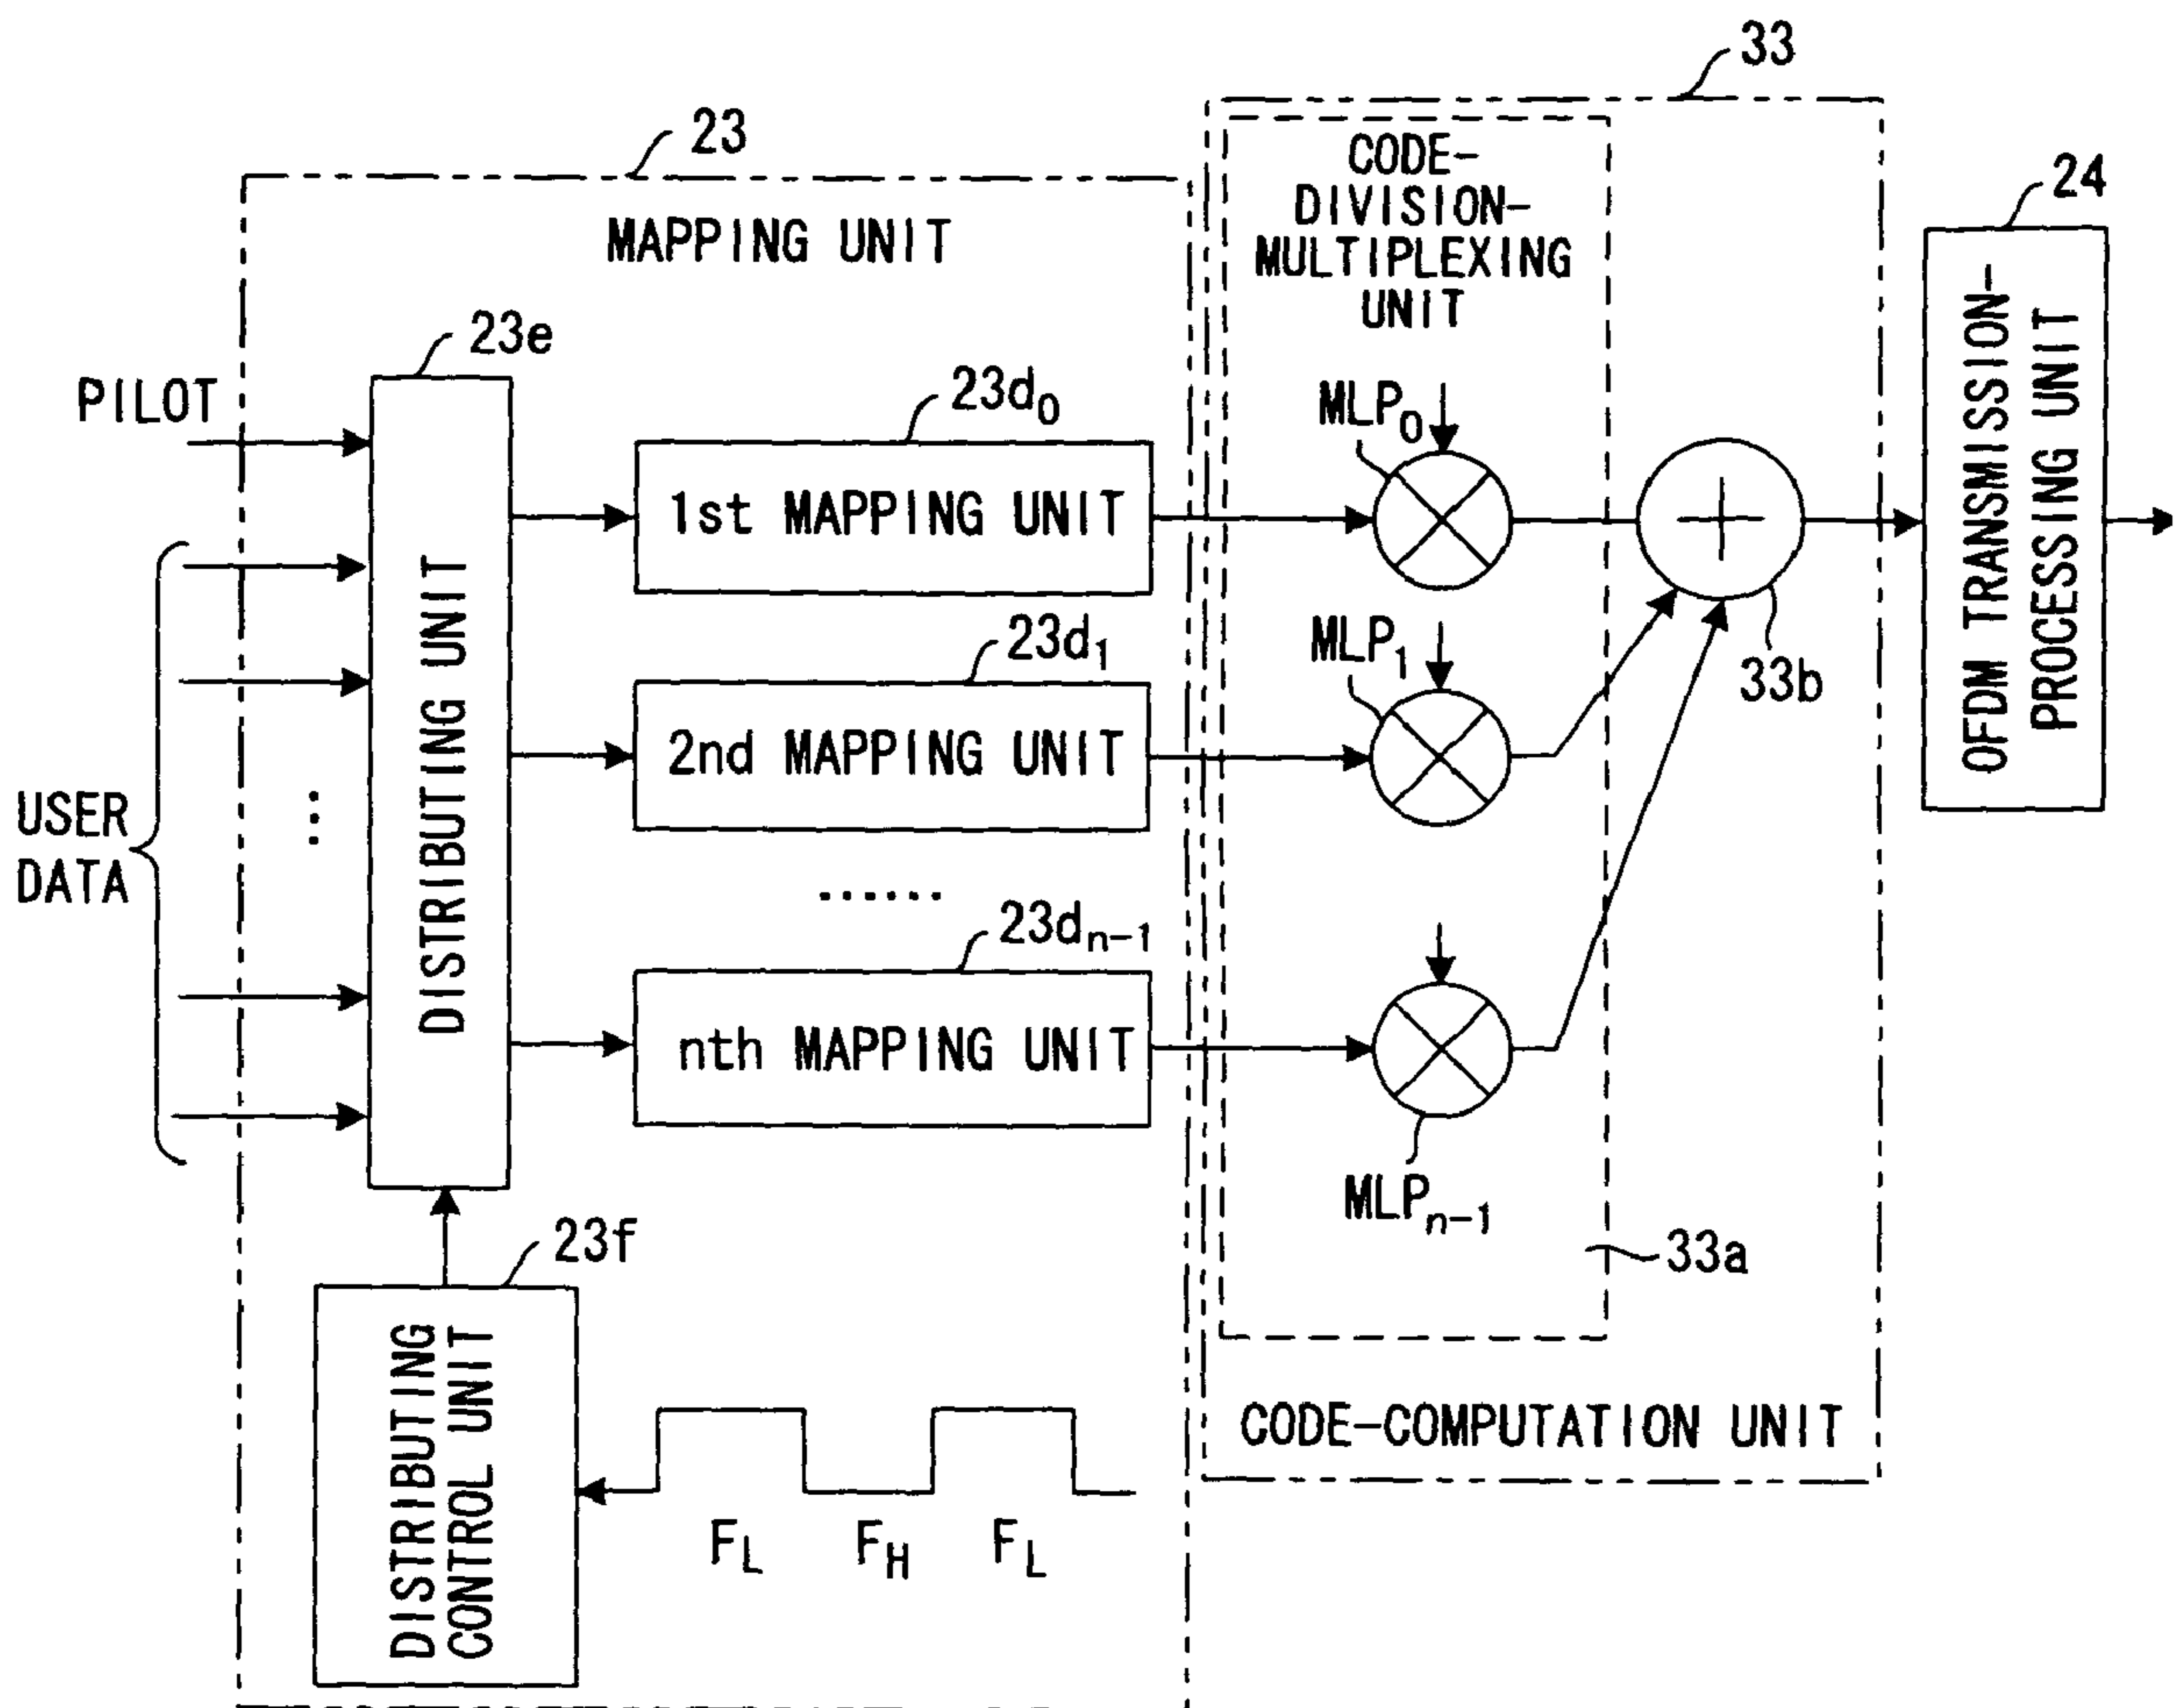 33
23
MAPPING UNIT
CODE-
DIVISION-
MULTIPLEXING
UNIT
24
23e
PILOT
23d0
MLP0
1st MAPPING UNIT
OFDM TRANSMISSION-
PROCESSING UNIT
DISTRIBUTING UNIT
23d1
MLP1
33b
2nd MAPPING UNIT
USER
DATA
⋮
······
23dn-1
nth MAPPING UNIT
MLPn-1
23f
33a
DISTRIBUTING
CONTROL UNIT
CODE-COMPUTATION UNIT
FL
FH
FL